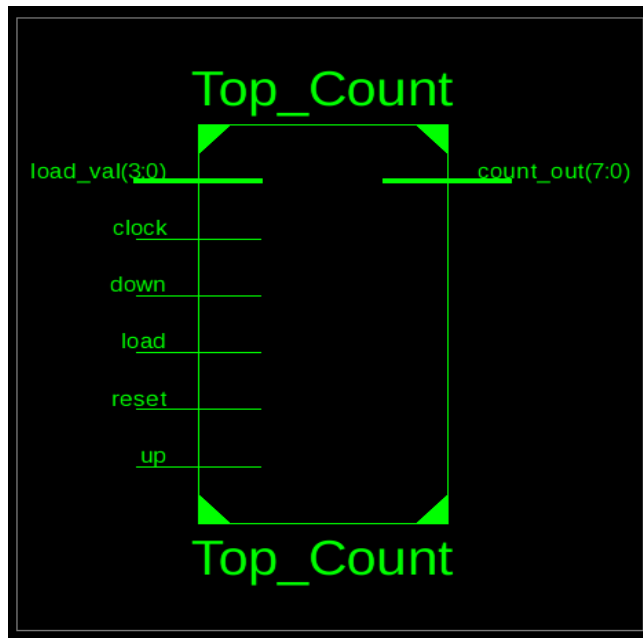 Top_Count
load_val(3:0)
count_out(7:0)
clock
down
load
reset
up
Top_Count